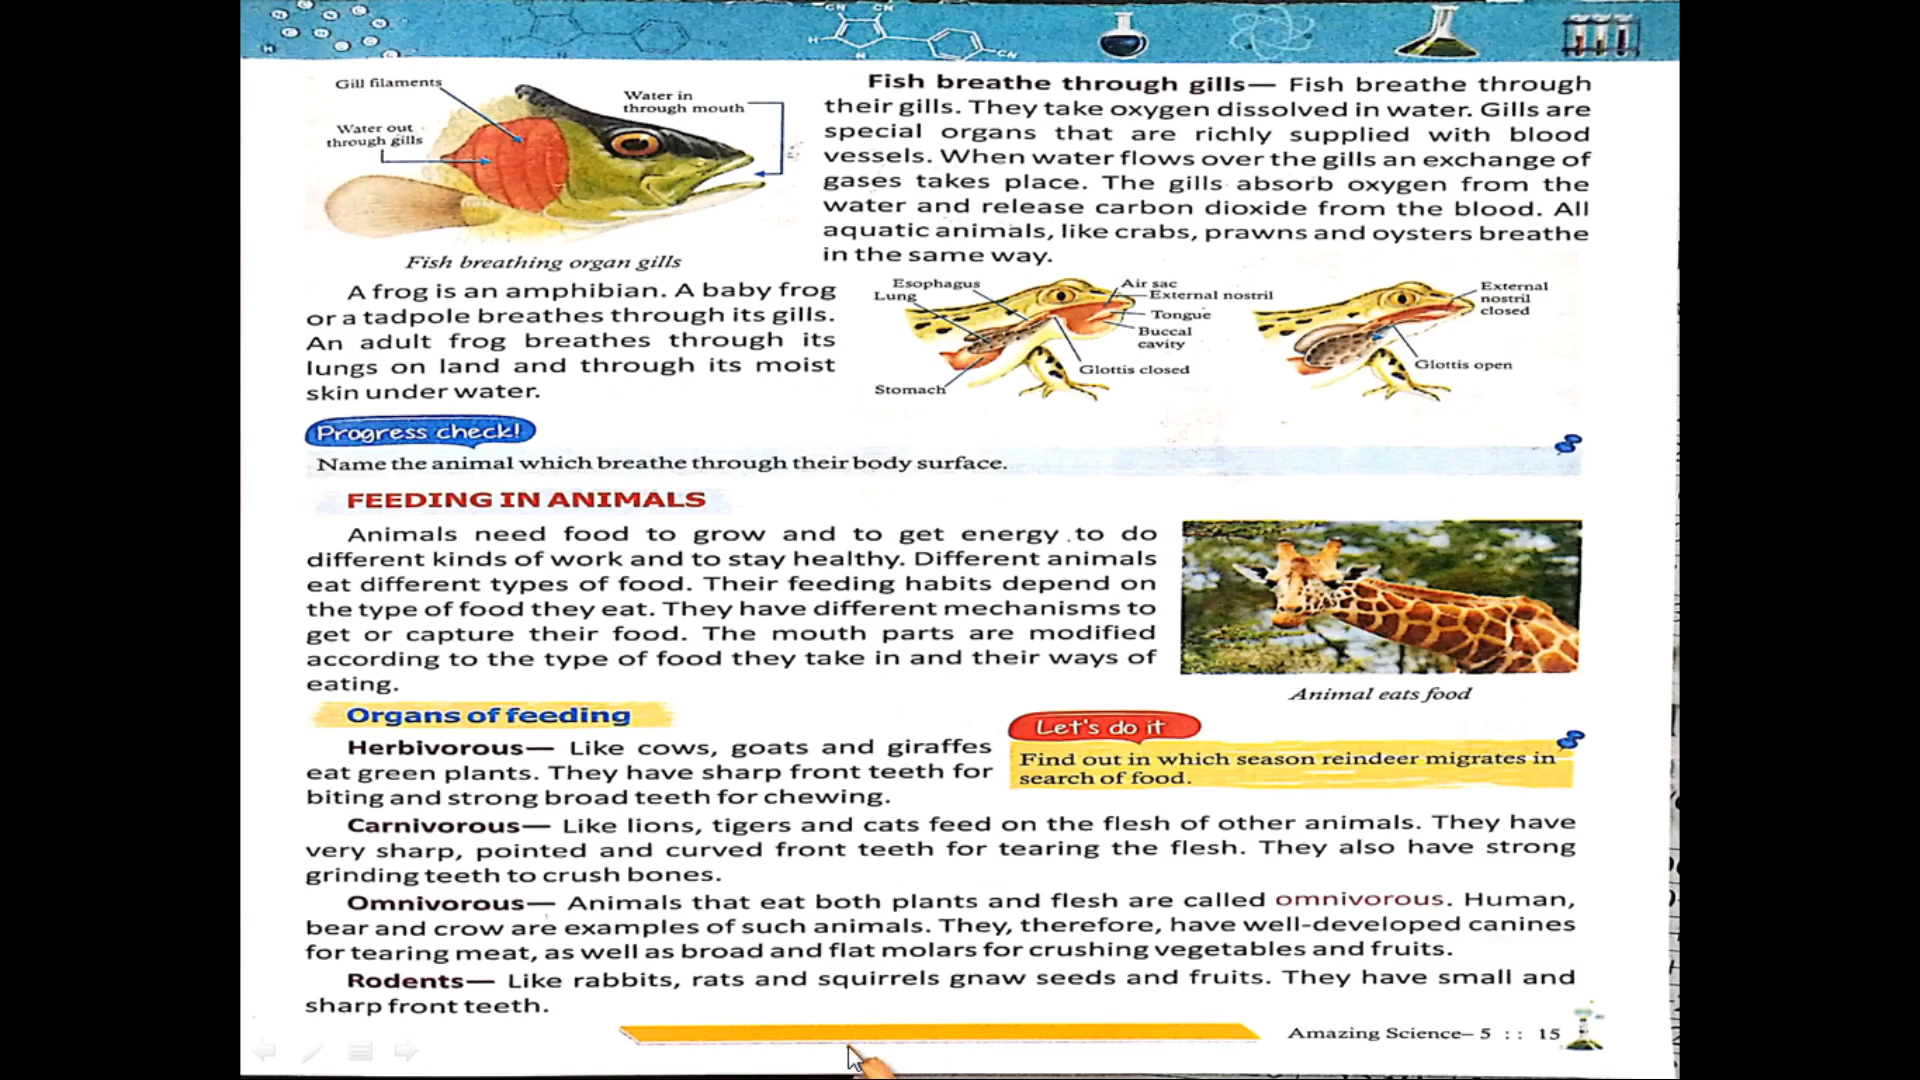 Gill filaments
Water in
through mouth
Water out
through gills
Fish breathing organ gills
Fish breathe through gills— Fish breathe through
their gills. They take oxygen dissolved in water. Gills are
special organs that are richly supplied with blood
vessels. When water flows over the gills an exchange of
gases takes place. The gills absorb oxygen from the
water and release carbon dioxide from the blood. All
aquatic animals, like crabs, prawns and oysters breathe
in the same way.
A frog is an amphibian. A baby frog
or a tadpole breathes through its gills.
An adult frog breathes through its
lungs on land and through its moist
skin under water.
Esophagus
Lung
Stomach
Air sac
External nostril
Tongue
Buccal
cavity
Glottis closed
External
nostril
closed
Glottis open
Progress check!
Name the animal which breathe through their body surface.
FEEDING IN ANIMALS
Animals need food to grow and to get energy to do
different kinds of work and to stay healthy. Different animals
eat different types of food. Their feeding habits depend on
the type of food they eat. They have different mechanisms to
get or capture their food. The mouth parts are modified
according to the type of food they take in and their ways of
eating.
Animal eats food
Organs of feeding
Herbivorous— Like cows, goats and giraffes
eat green plants. They have sharp front teeth for
biting and strong broad teeth for chewing.
Let's do it
Find out in which season reindeer migrates in
search of food.
Carnivorous— Like lions, tigers and cats feed on the flesh of other animals. They have
very sharp, pointed and curved front teeth for tearing the flesh. They also have strong
grinding teeth to crush bones.
Omnivorous— Animals that eat both plants and flesh are called omnivorous. Human,
bear and crow are examples of such animals. They, therefore, have well-developed canines
for tearing meat, as well as broad and flat molars for crushing vegetables and fruits.
Rodents— Like rabbits, rats and squirrels gnaw seeds and fruits. They have small and
sharp front teeth.
Amazing Science– 5 : : 15